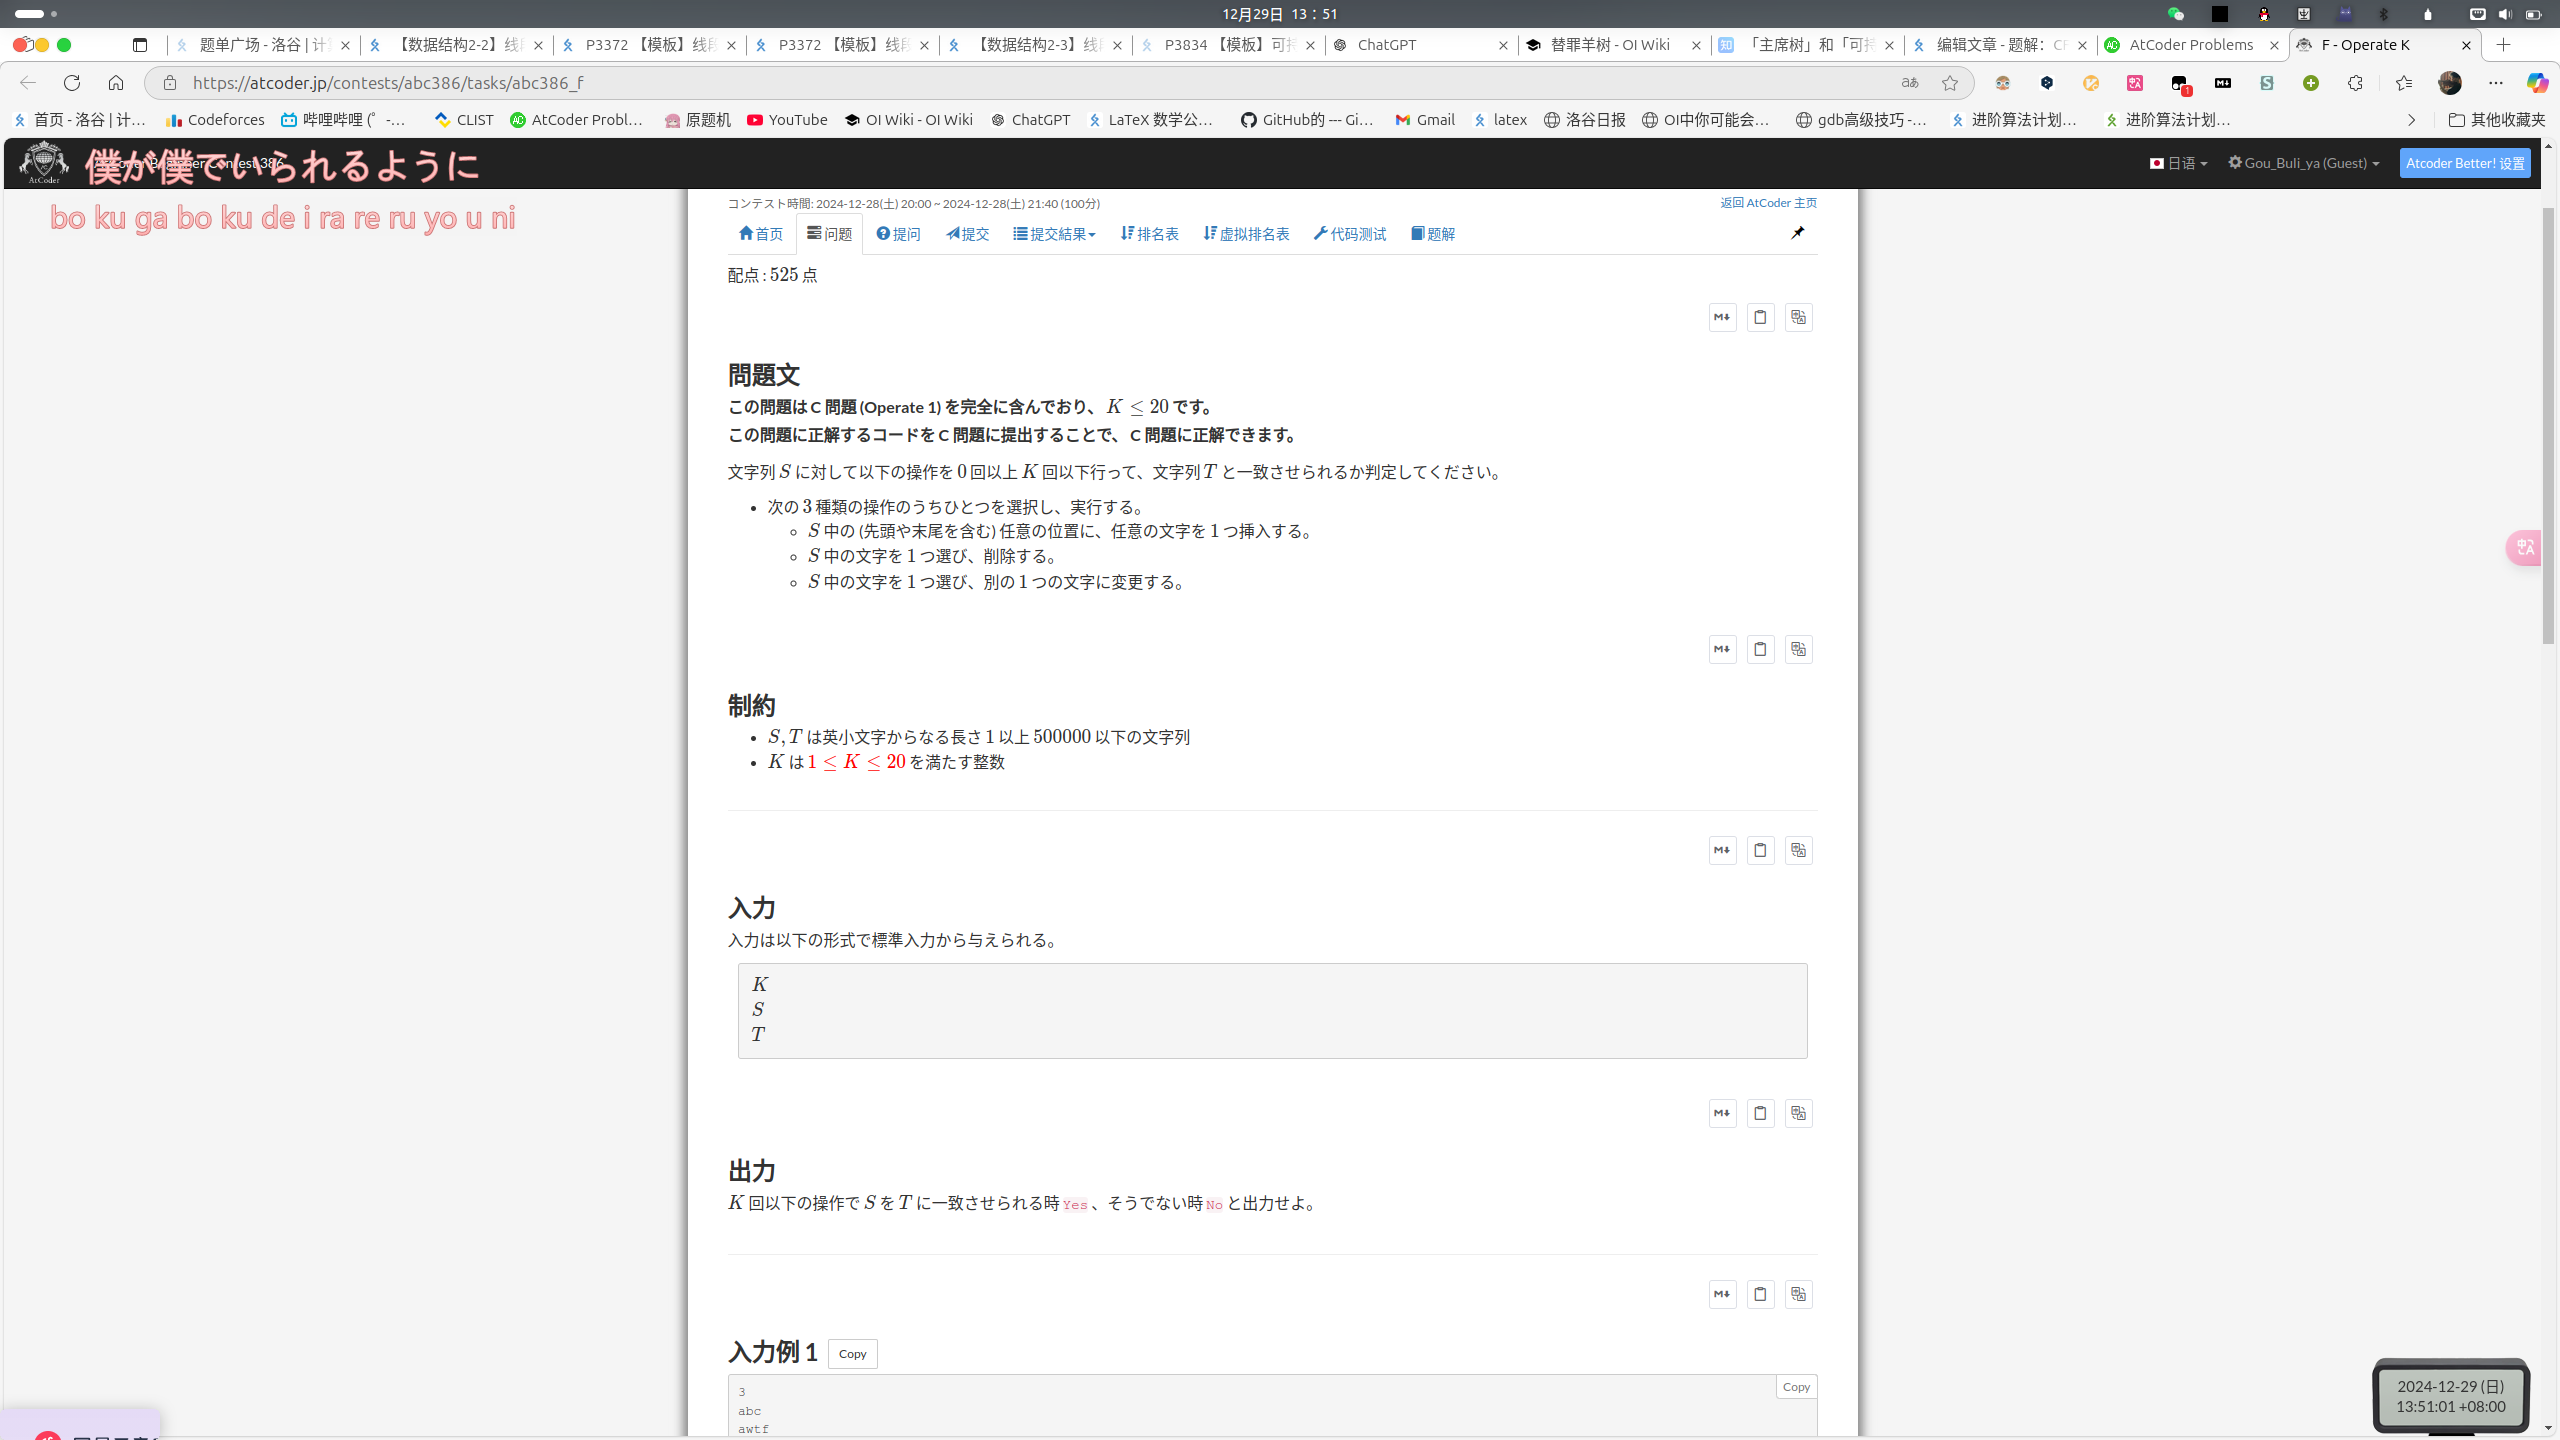 12月29日 13：51
题单广场 - 洛谷 | 计
【数据结构2-2】线
P3372 【模板】线段
P3372 【模板】线段
【数据结构2-3】线
P3834 【模板】可
ChatGPT
替罪羊树 - OI Wiki
「主席树」和「可持
编辑文章 - 题解：CF
AtCoder Problems
F - Operate K
https://atcoder.jp/contests/abc386/tasks/abc386_f
首页 - 洛谷 | 计…
Codeforces
哔哩哔哩 (゜-…
CLIST
AtCoder Probl…
原题机
YouTube
OI Wiki - OI Wiki
ChatGPT
LaTeX 数学公…
GitHub的 --- Gi…
Gmail
latex
洛谷日报
OI中你可能会…
gdb高级技巧 -…
进阶算法计划…
进阶算法计划…
其他收藏夹
AtCoder
僕が僕でいられるように
bo ku ga bo ku de i ra re ru yo u ni
日语
Gou_Buli_ya (Guest)
Atcoder Better! 设置
コンテスト時間: 2024-12-28(土) 20:00 ~ 2024-12-28(土) 21:40 (100分)
返回 AtCoder 主页
首页 问题 提问 提交 提交結果 排名表 虚拟排名表 代码测试 题解
配点 : 525 点
問題文
この問題は C 問題 (Operate 1) を完全に含んでおり、 K ≤ 20 です。
この問題に正解するコードを C 問題に提出することで、 C 問題に正解できます。
文字列 S に対して以下の操作を 0 回以上 K 回以下行って、文字列 T と一致させられるか判定してください。
次の 3 種類の操作のうちひとつを選択し、実行する。
S 中の (先頭や末尾を含む) 任意の位置に、任意の文字を 1 つ挿入する。
S 中の文字を 1 つ選び、削除する。
S 中の文字を 1 つ選び、別の 1 つの文字に変更する。
制約
S, T は英小文字からなる長さ 1 以上 500000 以下の文字列
K は 1 ≤ K ≤ 20 を満たす整数
入力
入力は以下の形式で標準入力から与えられる。
K
S
T
出力
K 回以下の操作で S を T に一致させられる時 Yes 、そうでない時 No と出力せよ。
入力例 1 Copy
Copy
3
abc
awtf
2024-12-29 (日)
13:51:01 +08:00